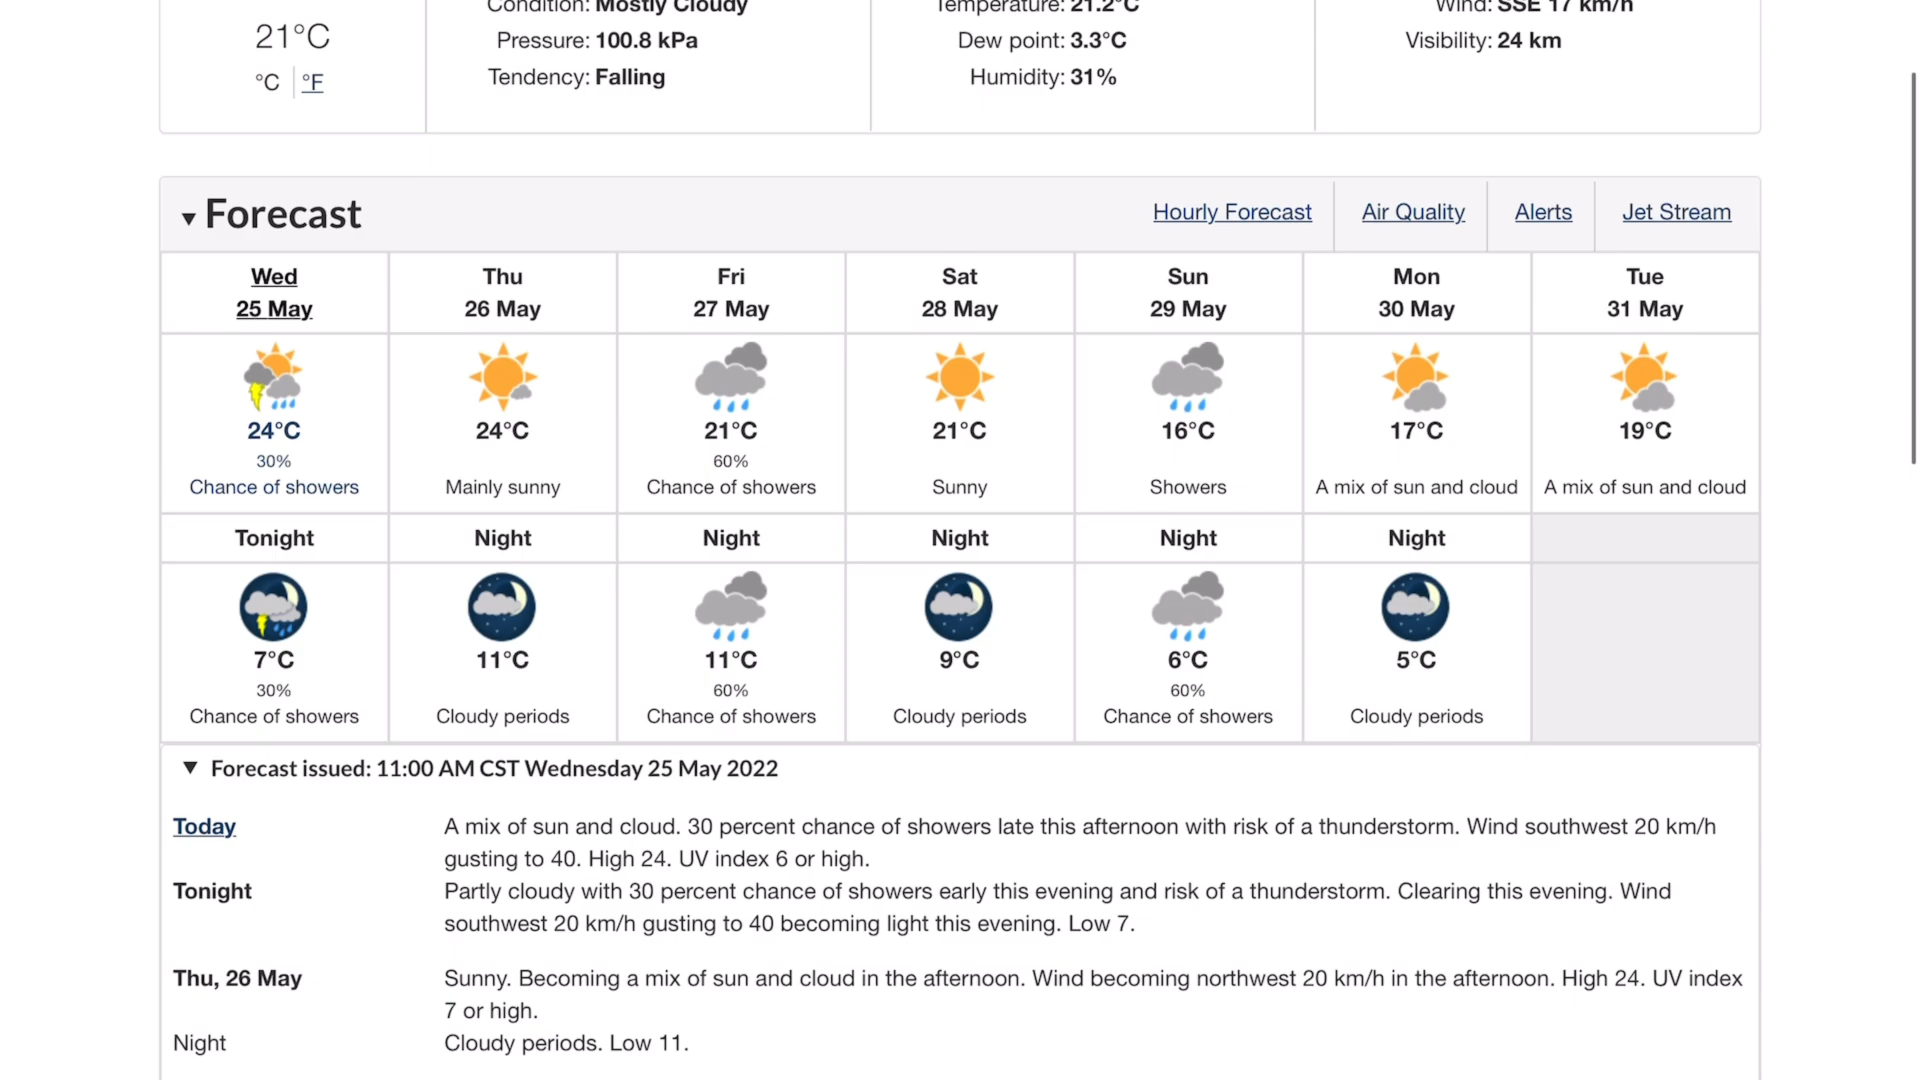 Condition: Mostly Cloudy
Temperature: 21.2°C
Wind: SSE 17 km/h
21°C
Pressure: 100.8 kPa
Dew point: 3.3°C
Visibility: 24 km
°C °F
Tendency: Falling
Humidity: 31%
Forecast
Hourly Forecast
Air Quality
Alerts
Jet Stream
Wed
25 May
Thu
26 May
Fri
27 May
Sat
28 May
Sun
29 May
Mon
30 May
Tue
31 May
24°C
30%
Chance of showers
24°C
Mainly sunny
21°C
60%
Chance of showers
21°C
Sunny
16°C
Showers
17°C
A mix of sun and cloud
19°C
A mix of sun and cloud
Tonight
Night
Night
Night
Night
Night
7°C
30%
Chance of showers
11°C
Cloudy periods
11°C
60%
Chance of showers
9°C
Cloudy periods
6°C
60%
Chance of showers
5°C
Cloudy periods
Forecast issued: 11:00 AM CST Wednesday 25 May 2022
Today
A mix of sun and cloud. 30 percent chance of showers late this afternoon with risk of a thunderstorm. Wind southwest 20 km/h
gusting to 40. High 24. UV index 6 or high.
Tonight
Partly cloudy with 30 percent chance of showers early this evening and risk of a thunderstorm. Clearing this evening. Wind
southwest 20 km/h gusting to 40 becoming light this evening. Low 7.
Thu, 26 May
Sunny. Becoming a mix of sun and cloud in the afternoon. Wind becoming northwest 20 km/h in the afternoon. High 24. UV index
7 or high.
Night
Cloudy periods. Low 11.